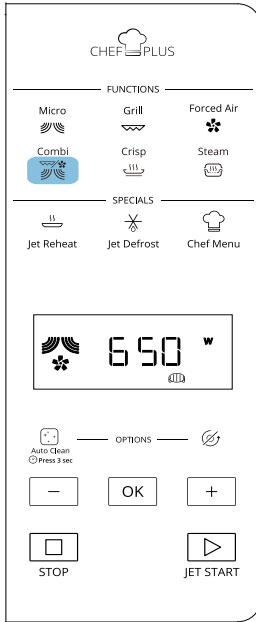 CHEF PLUS
FUNCTIONS
Micro Grill Forced Air
Combi Crisp Steam
SPECIALS
Jet Reheat Jet Defrost Chef Menu
650 W
OPTIONS
Auto Clean
Press 3 sec
− OK +
STOP JET START